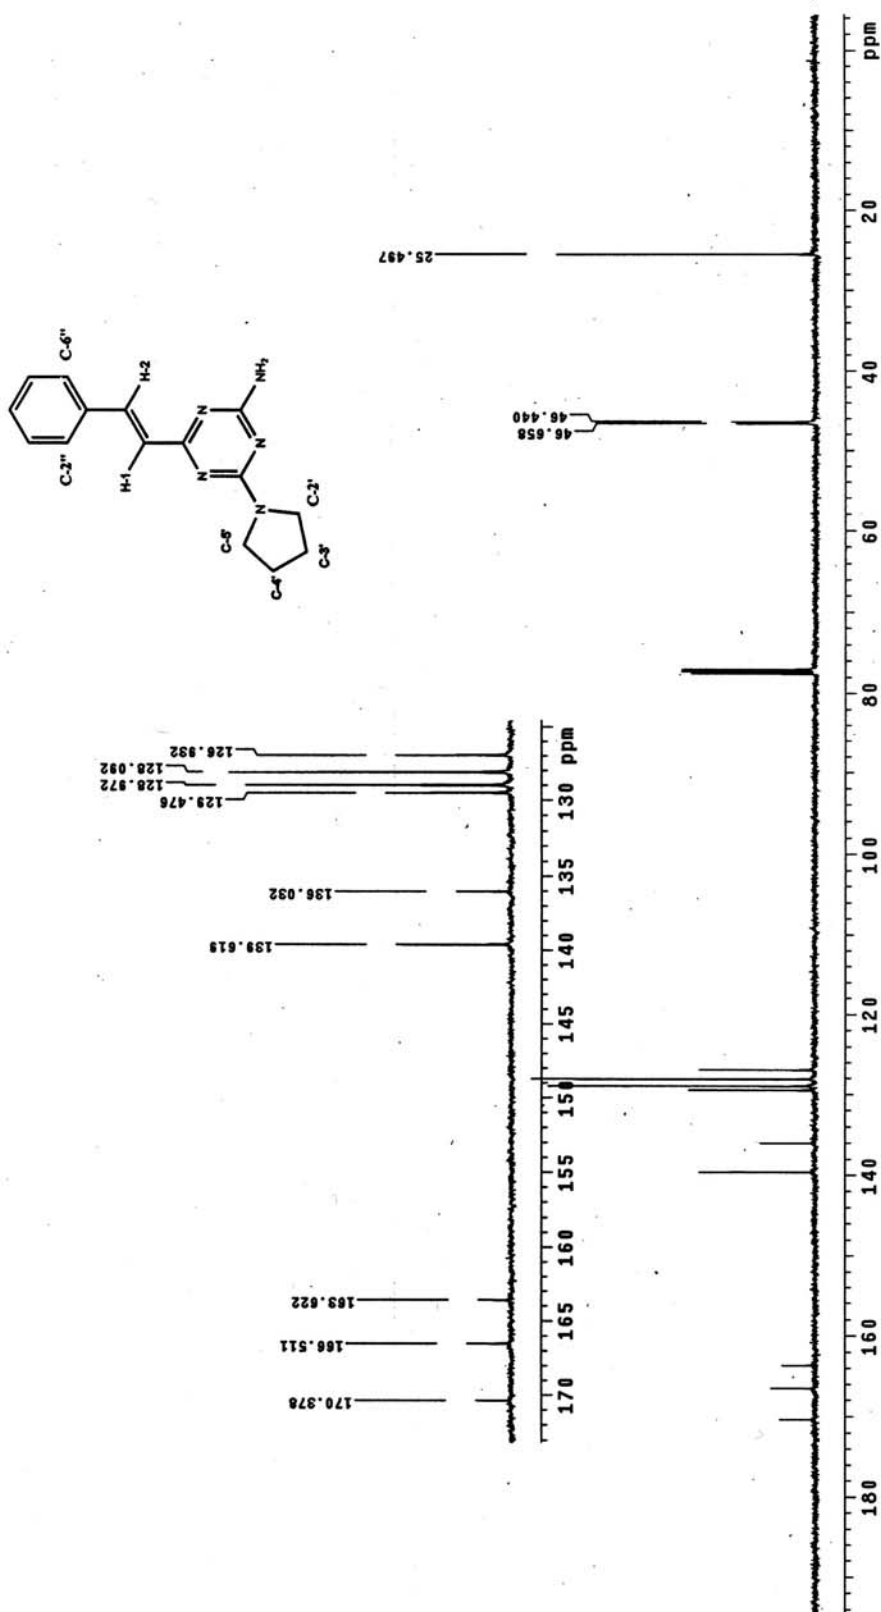 C-6"
C-2"
H-2
H-1
N
N
N
NH₂
N
C-5'
C-2'
C-4'
C-3'
25.497
46.440
46.658
126.932
128.092
128.972
129.476
136.032
139.619
163.622
166.511
170.378
170 165 160 155 150 145 140 135 130 ppm
180 160 140 120 100 80 60 40 20 ppm